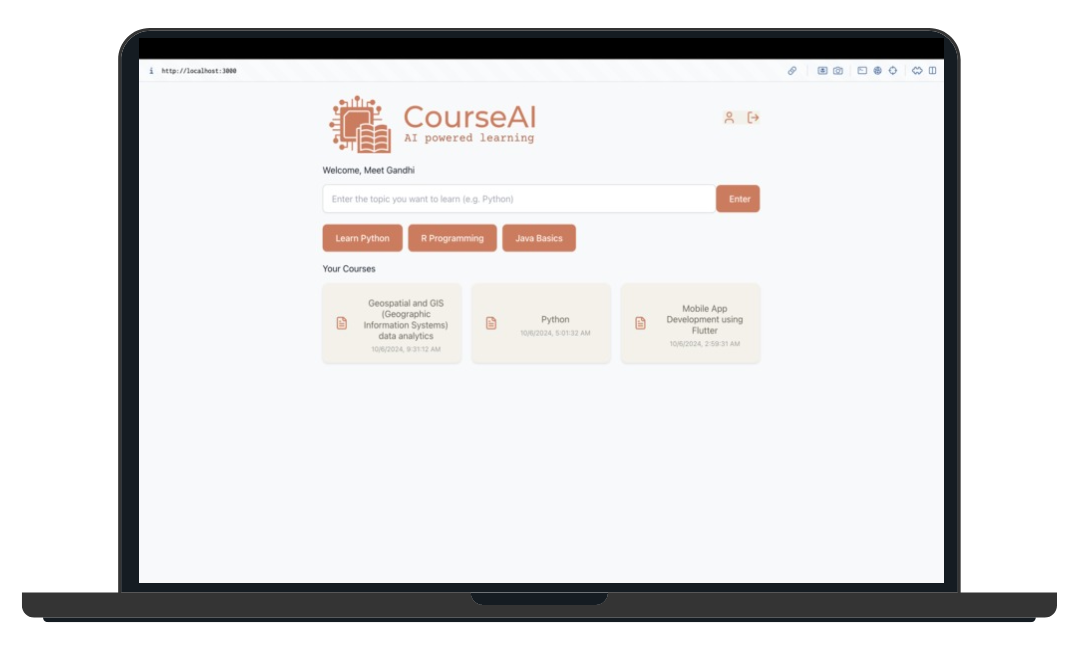 http://localhost:3000
CourseAI
AI powered learning
Welcome, Meet Gandhi
Enter the topic you want to learn (e.g. Python)
Enter
Learn Python
R Programming
Java Basics
Your Courses
Geospatial and GIS
(Geographic
Information Systems)
data analytics
10/6/2024, 9:31:12 AM
Python
10/6/2024, 5:01:32 AM
Mobile App
Development using
Flutter
10/6/2024, 2:59:31 AM